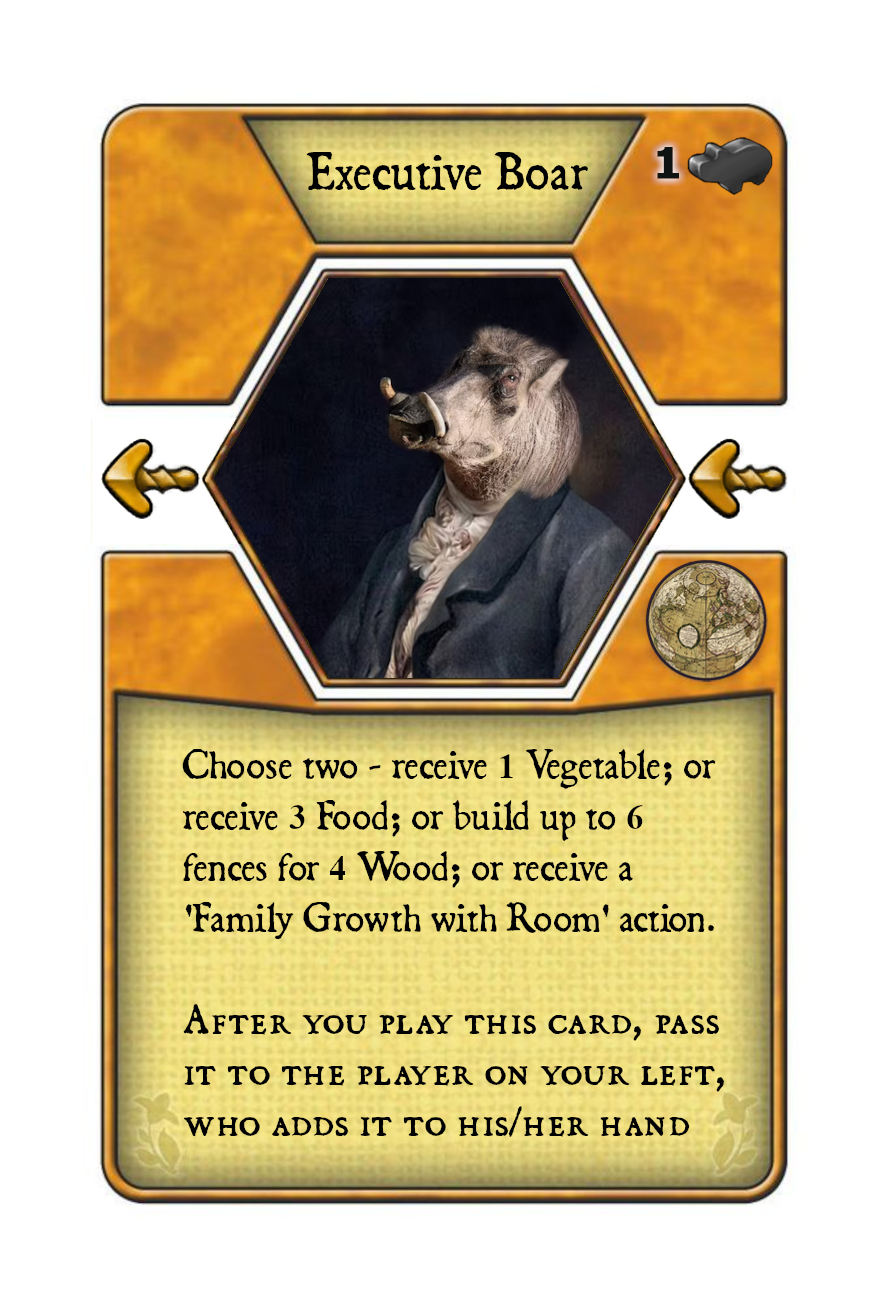 Executive Boar
1
Choose two - receive 1 Vegetable; or
receive 3 Food; or build up to 6
fences for 4 Wood; or receive a
'Family Growth with Room' action.
After you play this card, pass
it to the player on your left,
who adds it to his/her hand